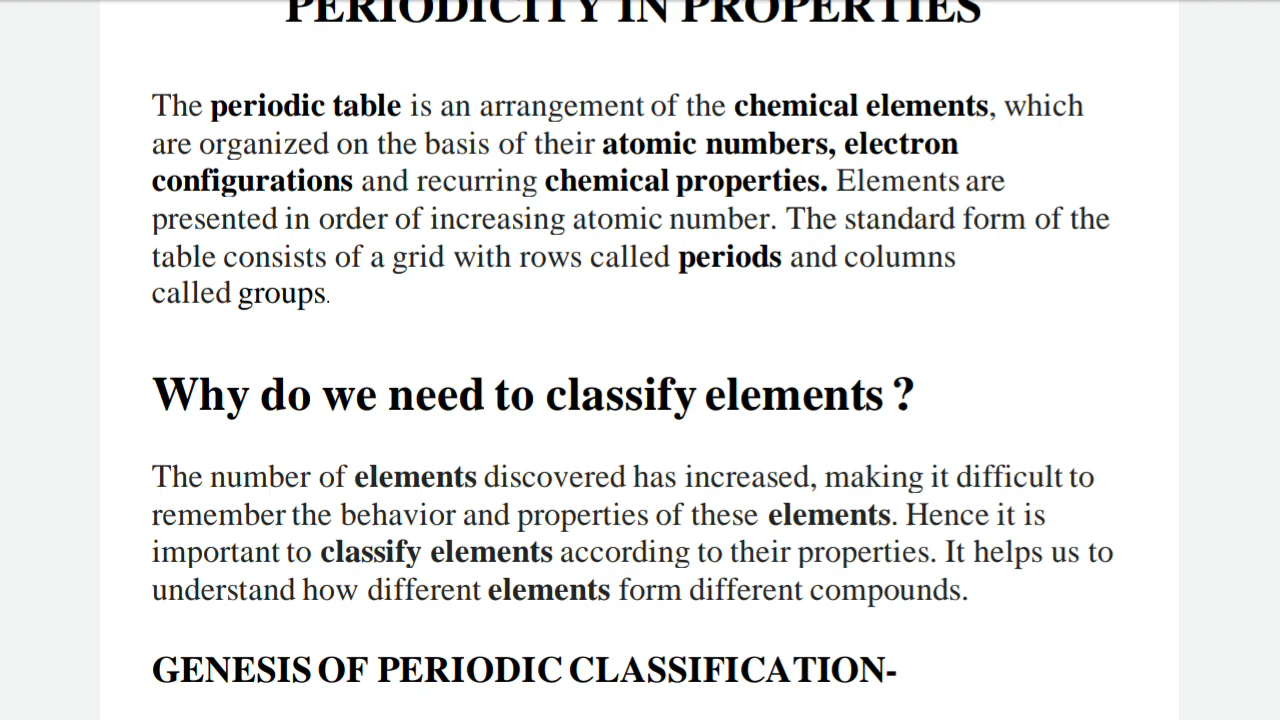 PERIODICITY IN PROPERTIES
The periodic table is an arrangement of the chemical elements, which
are organized on the basis of their atomic numbers, electron
configurations and recurring chemical properties. Elements are
presented in order of increasing atomic number. The standard form of the
table consists of a grid with rows called periods and columns
called groups.
Why do we need to classify elements ?
The number of elements discovered has increased, making it difficult to
remember the behavior and properties of these elements. Hence it is
important to classify elements according to their properties. It helps us to
understand how different elements form different compounds.
GENESIS OF PERIODIC CLASSIFICATION-